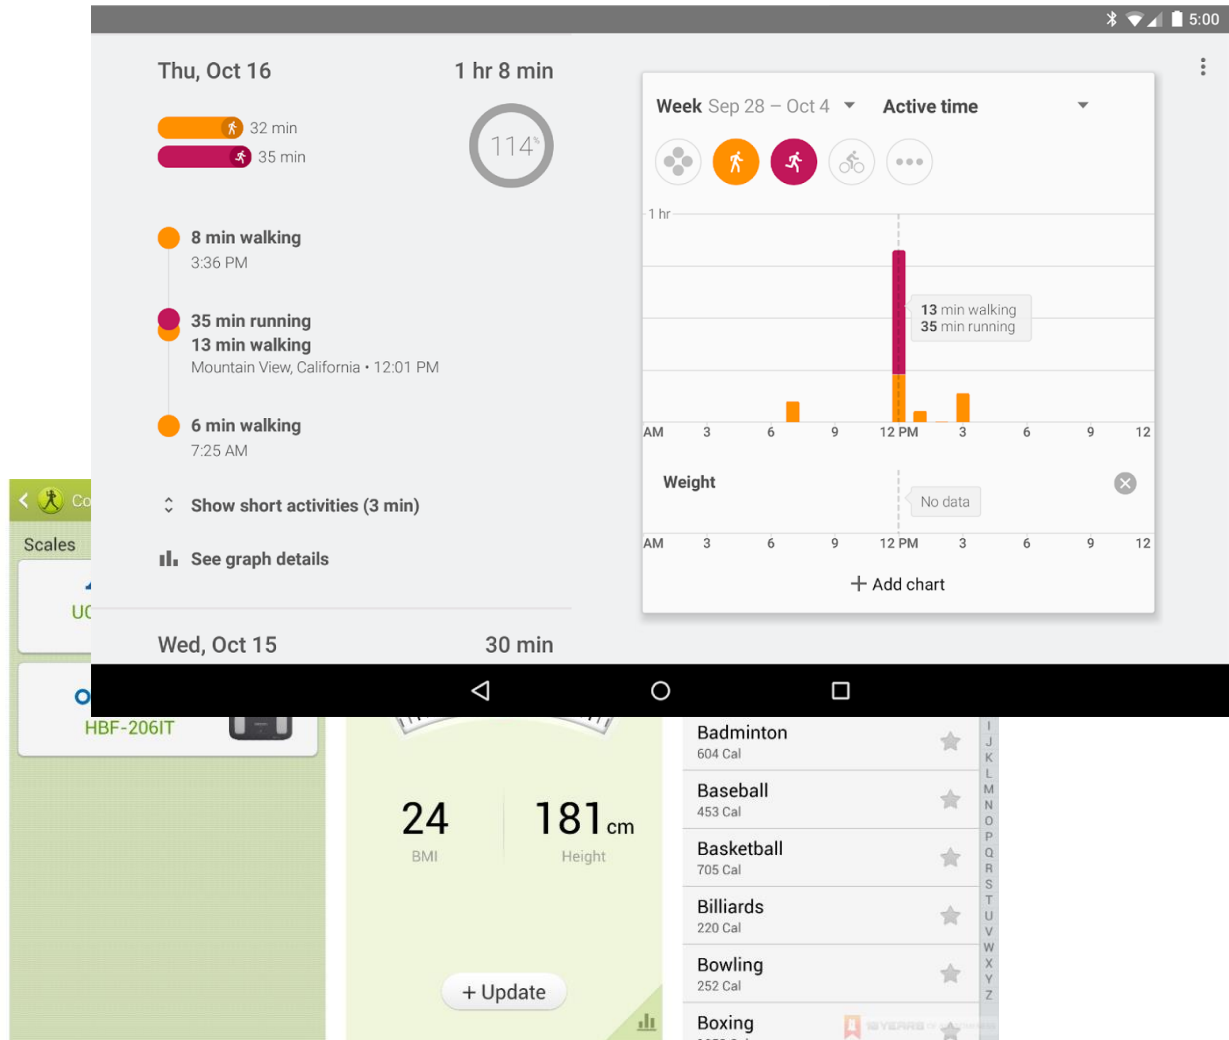 5:00
Thu, Oct 16
1 hr 8 min
32 min
35 min
114%
8 min walking
3:36 PM
35 min running
13 min walking
Mountain View, California • 12:01 PM
6 min walking
7:25 AM
Show short activities (3 min)
See graph details
Wed, Oct 15
30 min
Week Sep 28 – Oct 4
Active time
1 hr
13 min walking
35 min running
AM 3 6 9 12 PM 3 6 9 12
Weight
No data
AM 3 6 9 12 PM 3 6 9 12
+ Add chart
Co
Scales
UC
HBF-206IT
24
BMI
181 cm
Height
+ Update
Badminton
604 Cal
Baseball
453 Cal
Basketball
705 Cal
Billiards
220 Cal
Bowling
252 Cal
Boxing
I
J
K
L
M
N
O
P
Q
R
S
T
U
V
W
X
Y
Z